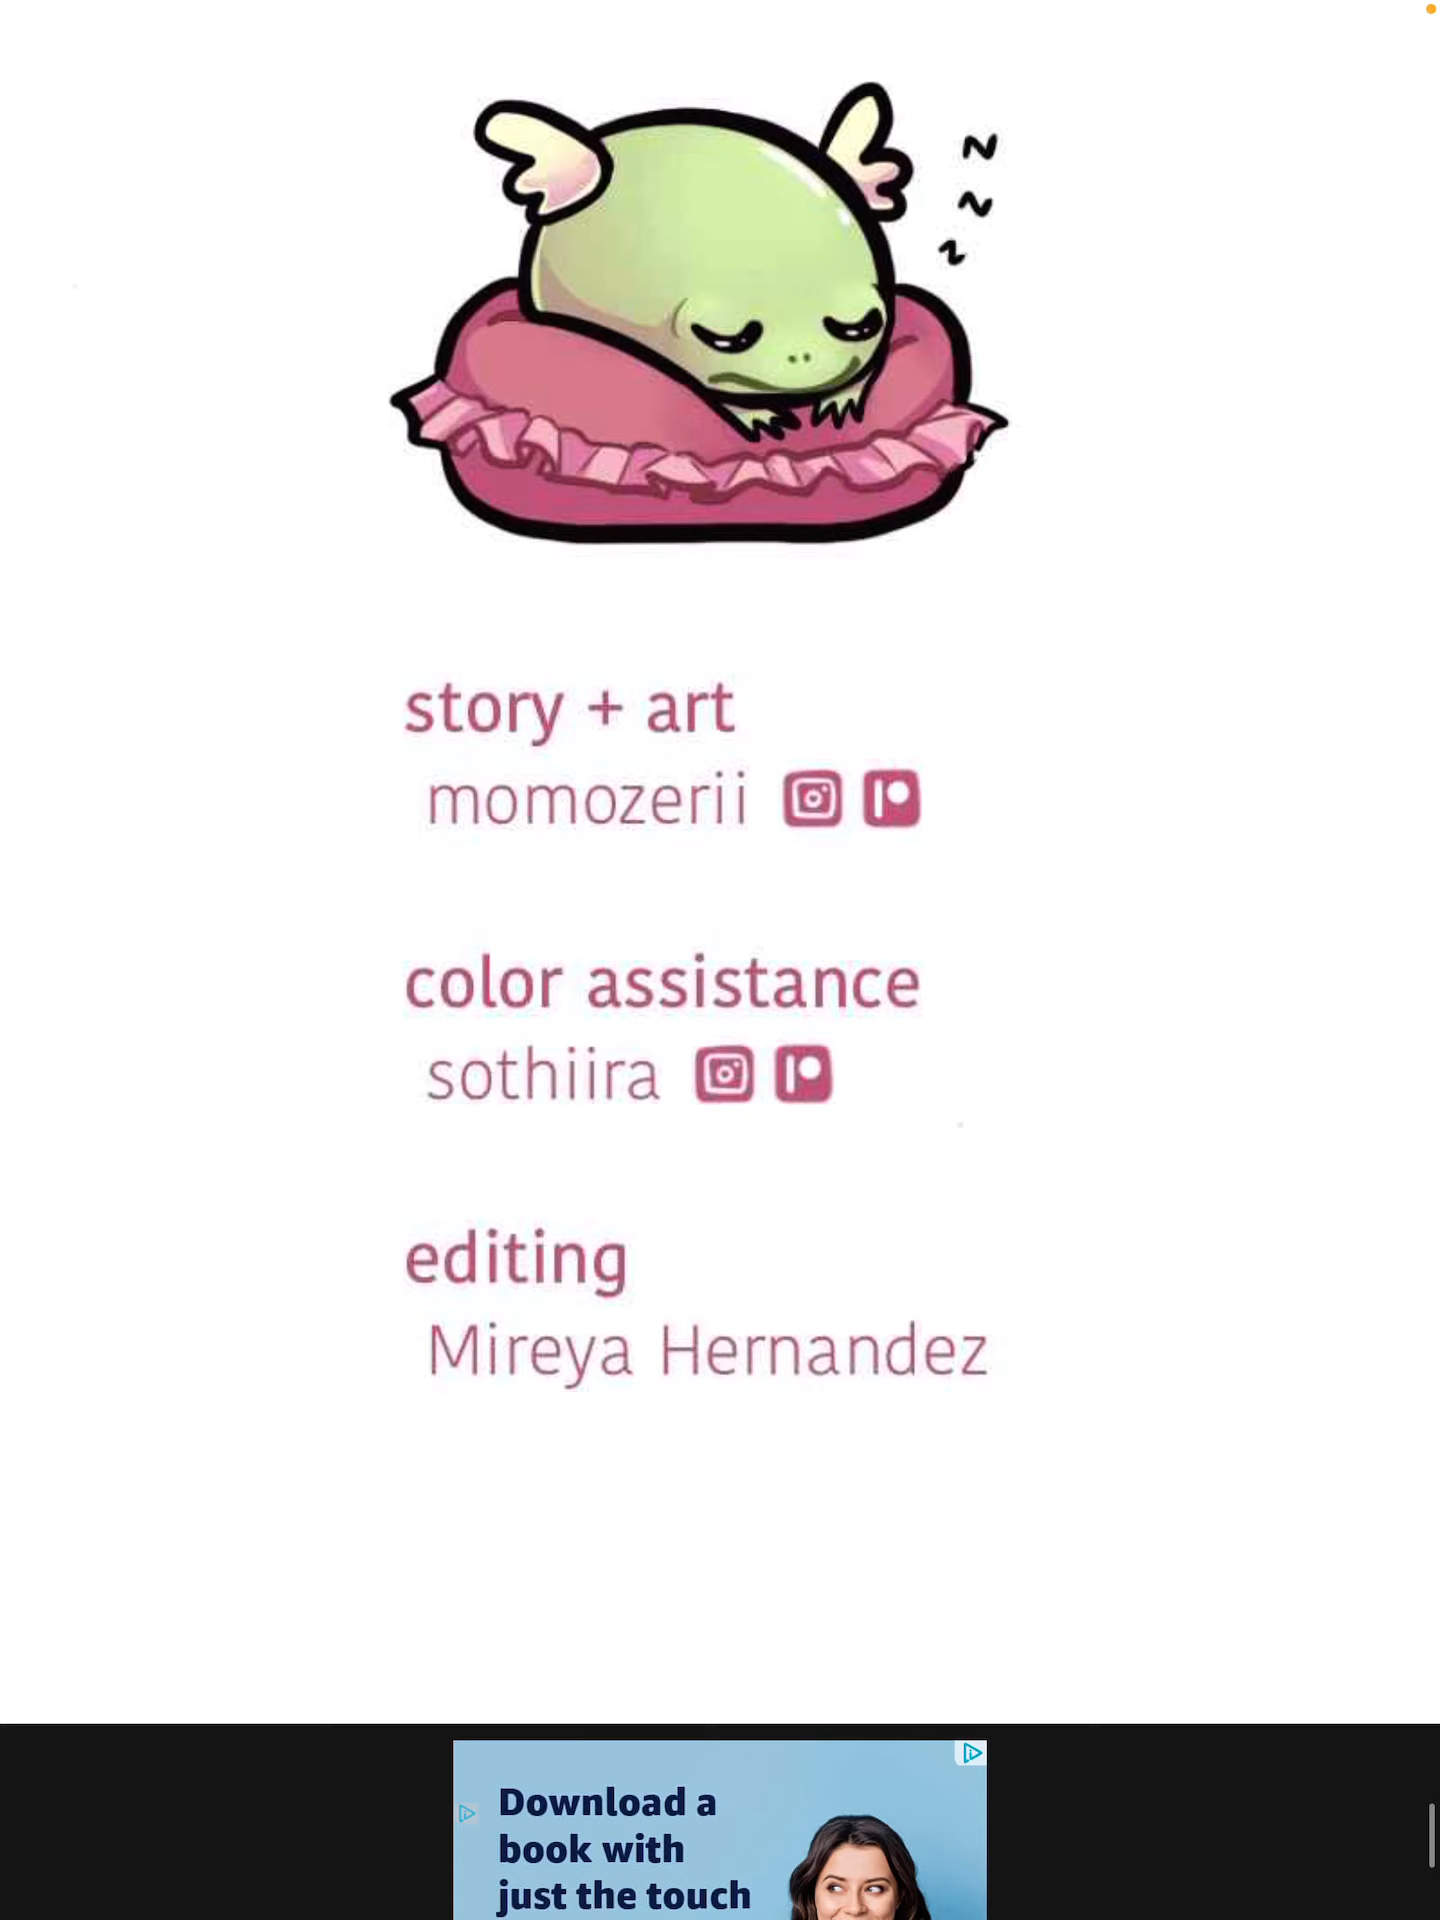 z
z
z
story + art
momozerii
color assistance
sothiira
editing
Mireya Hernandez
Download a
book with
just the touch